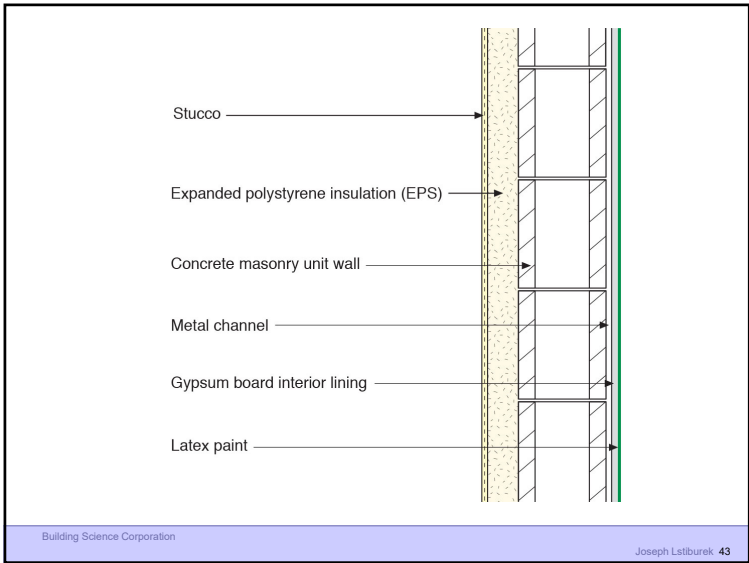 Stucco
Expanded polystyrene insulation (EPS)
Concrete masonry unit wall
Metal channel
Gypsum board interior lining
Latex paint
Building Science Corporation
Joseph Lstiburek 43